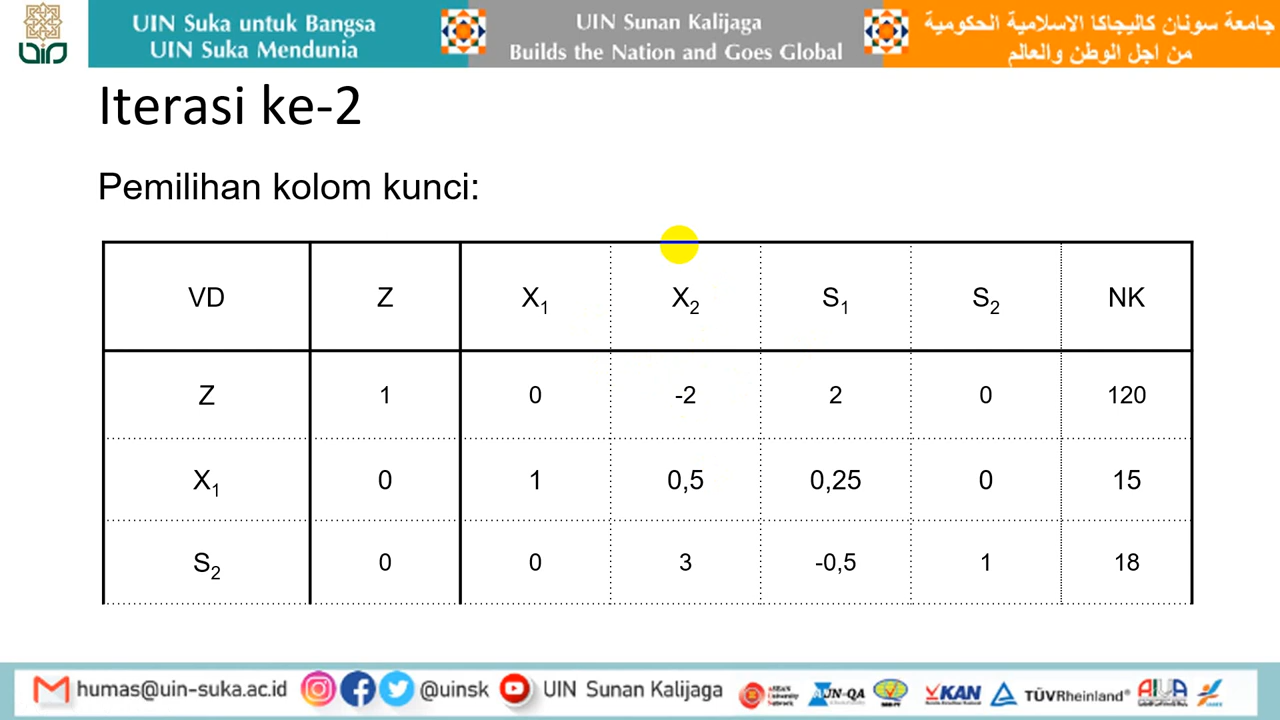 UIN Suka untuk Bangsa
UIN Suka Mendunia
UIN Sunan Kalijaga
Builds the Nation and Goes Global
جامعة سونان كاليجاكا الاسلامية الحكومية
من اجل الوطن والعالم
Iterasi ke-2
Pemilihan kolom kunci:
VD Z X₁ X₂ S₁ S₂ NK
Z 1 0 -2 2 0 120
X₁ 0 1 0,5 0,25 0 15
S₂ 0 0 3 -0,5 1 18
humas@uin-suka.ac.id @uinsk UIN Sunan Kalijaga AUN-QA KAN TÜVRheinland®